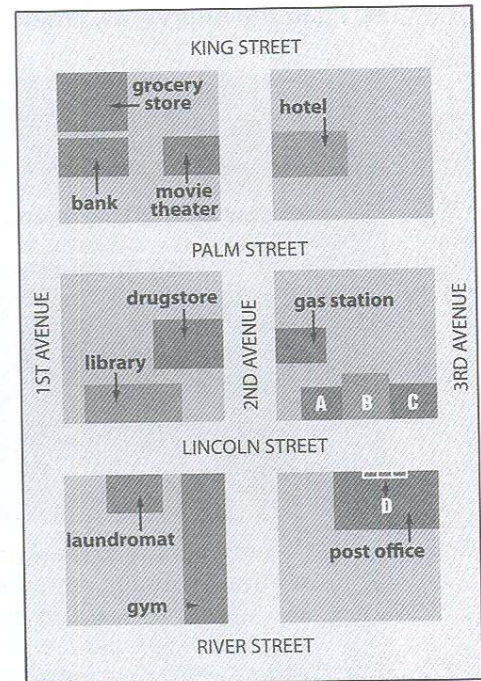 KING STREET
grocery
store
hotel
bank
movie
theater
PALM STREET
1ST AVENUE
drugstore
library
2ND AVENUE
gas station
A B C
3RD AVENUE
LINCOLN STREET
laundromat
gym
D
post office
RIVER STREET